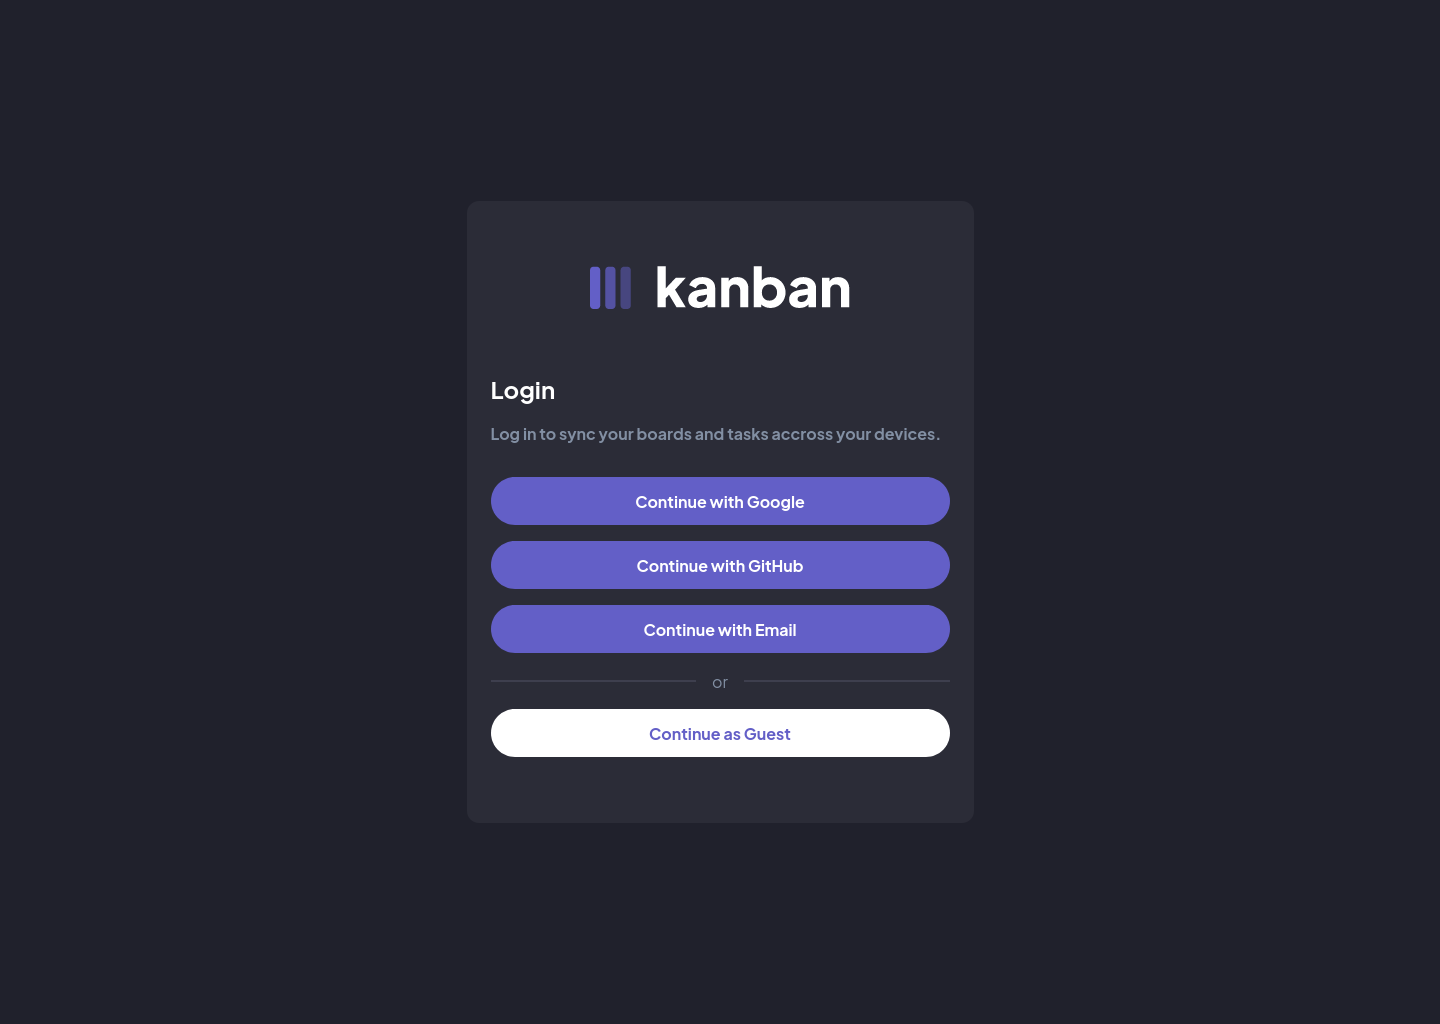 kanban
Login
Log in to sync your boards and tasks accross your devices.
Continue with Google
Continue with GitHub
Continue with Email
or
Continue as Guest